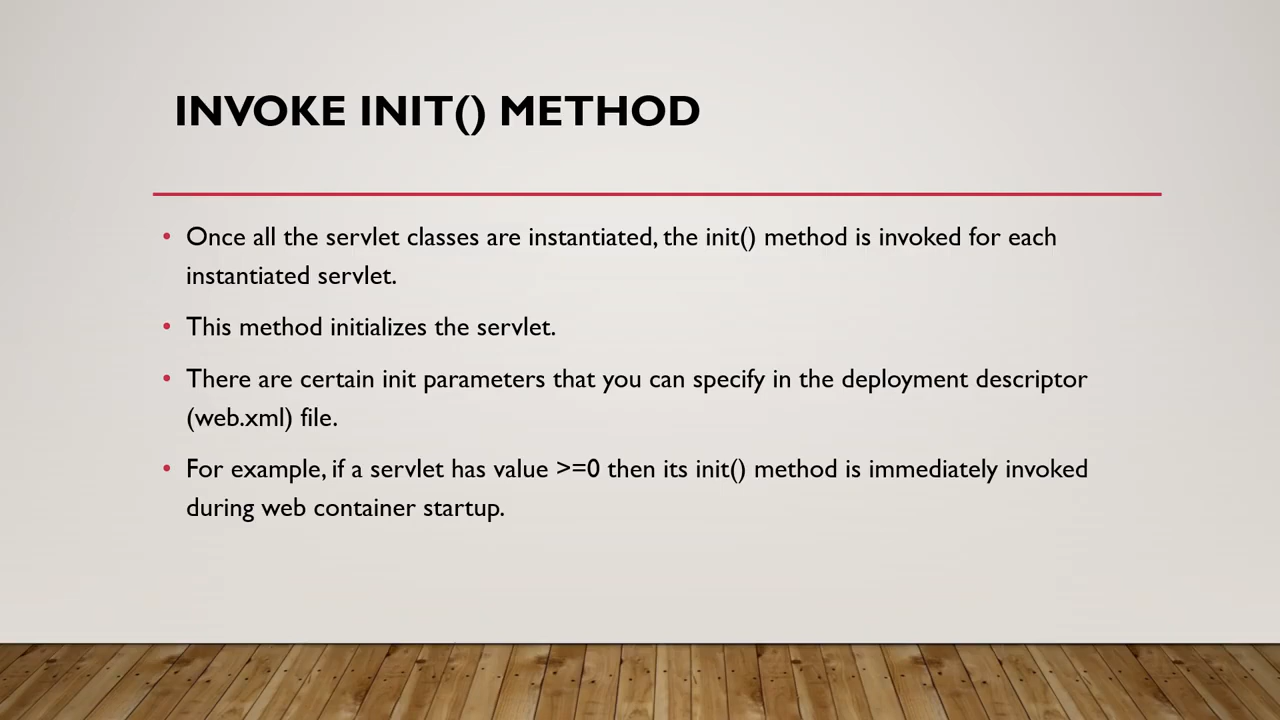 INVOKE INIT() METHOD
• Once all the servlet classes are instantiated, the init() method is invoked for each
instantiated servlet.
• This method initializes the servlet.
• There are certain init parameters that you can specify in the deployment descriptor
(web.xml) file.
• For example, if a servlet has value >=0 then its init() method is immediately invoked
during web container startup.